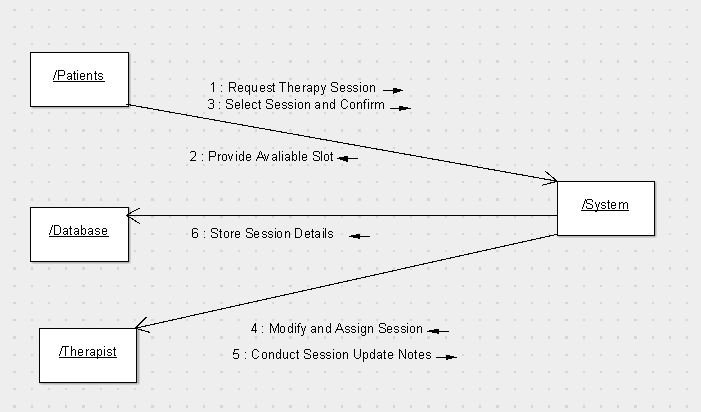 /Patients
1 : Request Therapy Session
3 : Select Session and Confirm
2 : Provide Avaliable Slot
/System
/Database
6 : Store Session Details
4 : Modify and Assign Session
/Therapist
5 : Conduct Session Update Notes